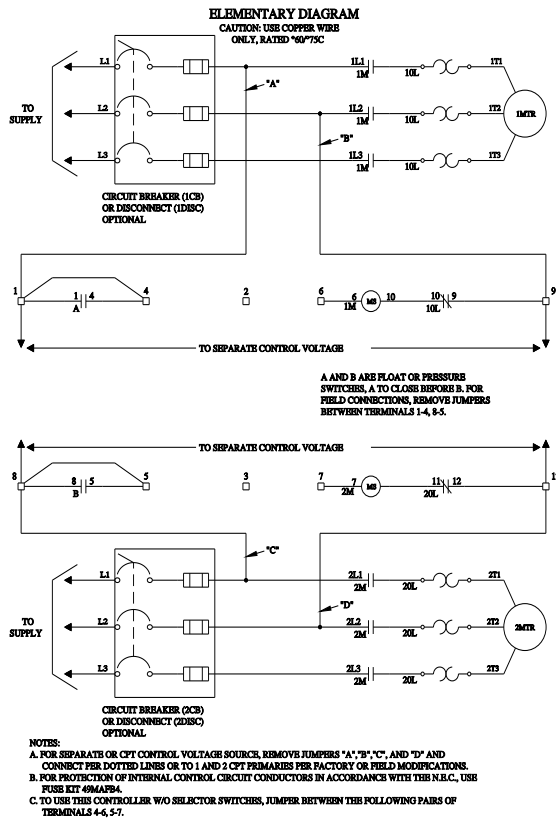 ELEMENTARY DIAGRAM
CAUTION: USE COPPER WIRE
ONLY, RATED °60/°75C
L1
1L1
1M
10L
1T1
"A"
TO
SUPPLY
L2
1L2
1M
10L
1T2
1MTR
"B"
L3
1L3
1M
10L
1T3
CIRCUIT BREAKER (1CB)
OR DISCONNECT (1DISC)
OPTIONAL
1
1
4
A
4
2
6
6
1M
MS
10
10
9
10L
9
TO SEPARATE CONTROL VOLTAGE
A AND B ARE FLOAT OR PRESSURE
SWITCHES, A TO CLOSE BEFORE B. FOR
FIELD CONNECTIONS, REMOVE JUMPERS
BETWEEN TERMINALS 1-4, 8-5.
TO SEPARATE CONTROL VOLTAGE
8
8
5
B
5
3
7
7
2M
MS
11
12
20L
1
"C"
L1
2L1
2M
20L
2T1
"D"
TO
SUPPLY
L2
2L2
2M
20L
2T2
2MTR
L3
2L3
2M
20L
2T3
CIRCUIT BREAKER (2CB)
OR DISCONNECT (2DISC)
OPTIONAL
NOTES:
A. FOR SEPARATE OR CPT CONTROL VOLTAGE SOURCE, REMOVE JUMPERS "A","B","C", AND "D" AND
CONNECT PER DOTTED LINES OR TO 1 AND 2 CPT PRIMARIES PER FACTORY OR FIELD MODIFICATIONS.
B. FOR PROTECTION OF INTERNAL CONTROL CIRCUIT CONDUCTORS IN ACCORDANCE WITH THE N.E.C., USE
FUSE KIT 49MAFB4.
C. TO USE THIS CONTROLLER W/O SELECTOR SWITCHES, JUMPER BETWEEN THE FOLLOWING PAIRS OF
TERMINALS 4-6, 5-7.